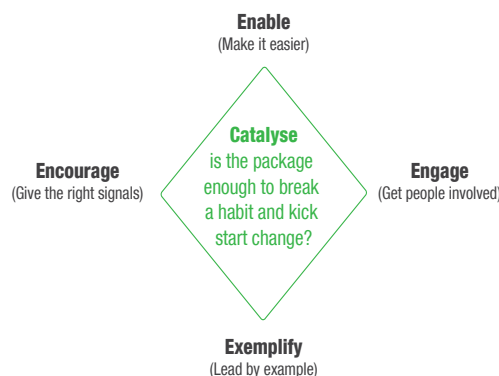 Enable
(Make it easier)
Catalyse
is the package
enough to break
a habit and kick
start change?
Encourage
(Give the right signals)
Engage
(Get people involved)
Exemplify
(Lead by example)